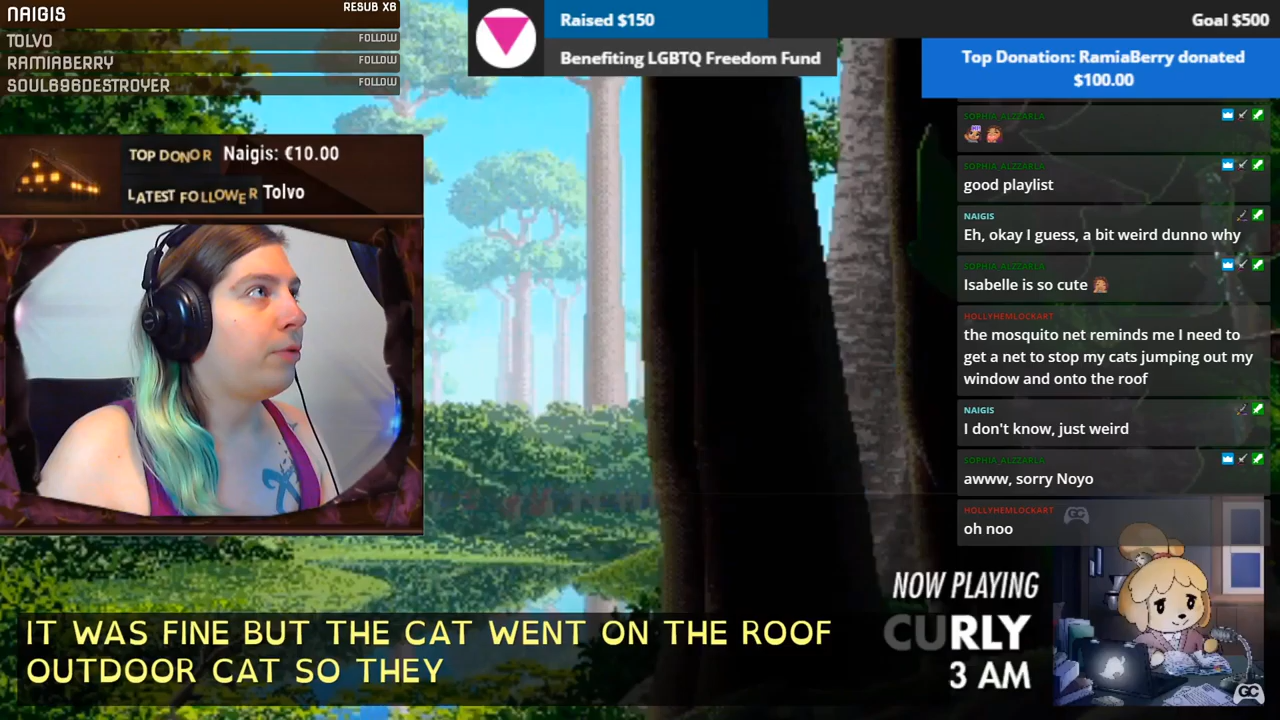 NAIGIS RESUB X6
TOLVO FOLLOW
RAMIABERRY FOLLOW
SOUL696DESTROYER FOLLOW
Raised $150 Goal $500
Benefiting LGBTQ Freedom Fund
Top Donation: RamiaBerry donated
$100.00
TOP DONOR Naigis: €10.00
LATEST FOLLOWER Tolvo
SOPHIA_ALZZARLA
SOPHIA_ALZZARLA
good playlist
NAIGIS
Eh, okay I guess, a bit weird dunno why
SOPHIA_ALZZARLA
Isabelle is so cute
HOLLYHEMLOCKART
the mosquito net reminds me I need to
get a net to stop my cats jumping out my
window and onto the roof
NAIGIS
I don't know, just weird
SOPHIA_ALZZARLA
awww, sorry Noyo
HOLLYHEMLOCKART
oh noo
NOW PLAYING
CURLY
3 AM
GC
IT WAS FINE BUT THE CAT WENT ON THE ROOF
OUTDOOR CAT SO THEY